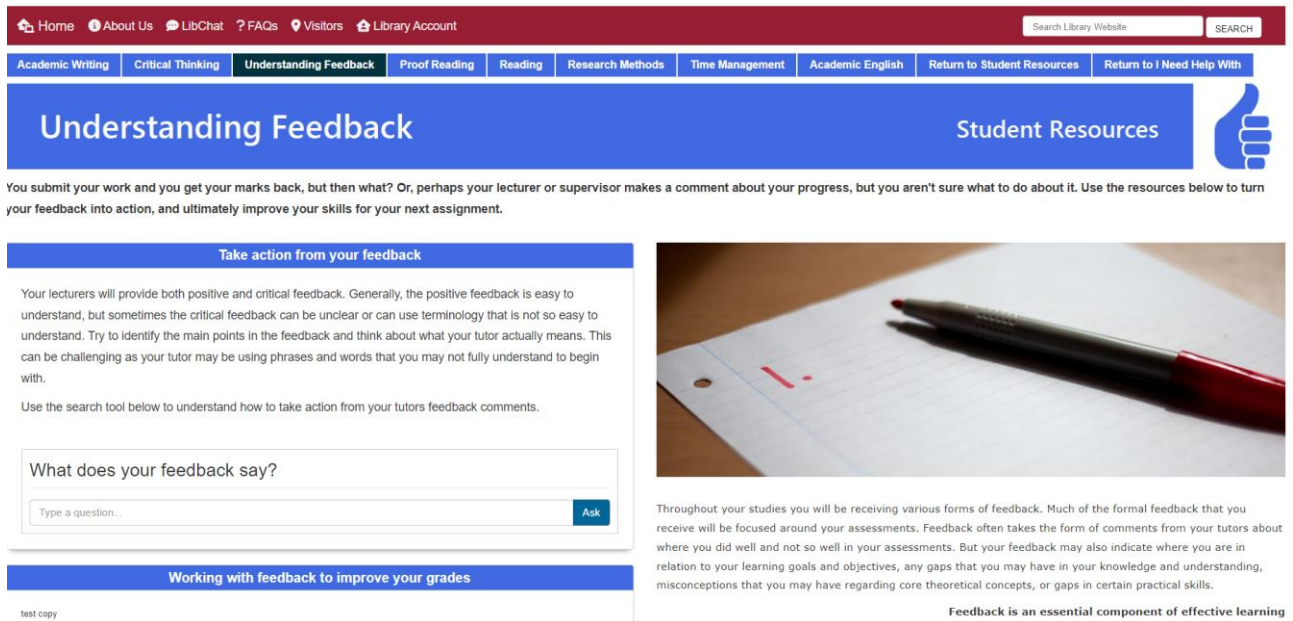 Home About Us LibChat ? FAQs Visitors Library Account
Search Library Website SEARCH
Academic Writing Critical Thinking Understanding Feedback Proof Reading Reading Research Methods Time Management Academic English Return to Student Resources Return to I Need Help With
Understanding Feedback Student Resources
You submit your work and you get your marks back, but then what? Or, perhaps your lecturer or supervisor makes a comment about your progress, but you aren't sure what to do about it. Use the resources below to turn
your feedback into action, and ultimately improve your skills for your next assignment.
Take action from your feedback
Your lecturers will provide both positive and critical feedback. Generally, the positive feedback is easy to
understand, but sometimes the critical feedback can be unclear or can use terminology that is not so easy to
understand. Try to identify the main points in the feedback and think about what your tutor actually means. This
can be challenging as your tutor may be using phrases and words that you may not fully understand to begin
with.
Use the search tool below to understand how to take action from your tutors feedback comments.
What does your feedback say?
Type a question... Ask
Working with feedback to improve your grades
test copy
1.
Throughout your studies you will be receiving various forms of feedback. Much of the formal feedback that you
receive will be focused around your assessments. Feedback often takes the form of comments from your tutors about
where you did well and not so well in your assessments. But your feedback may also indicate where you are in
relation to your learning goals and objectives, any gaps that you may have in your knowledge and understanding,
misconceptions that you may have regarding core theoretical concepts, or gaps in certain practical skills.
Feedback is an essential component of effective learning